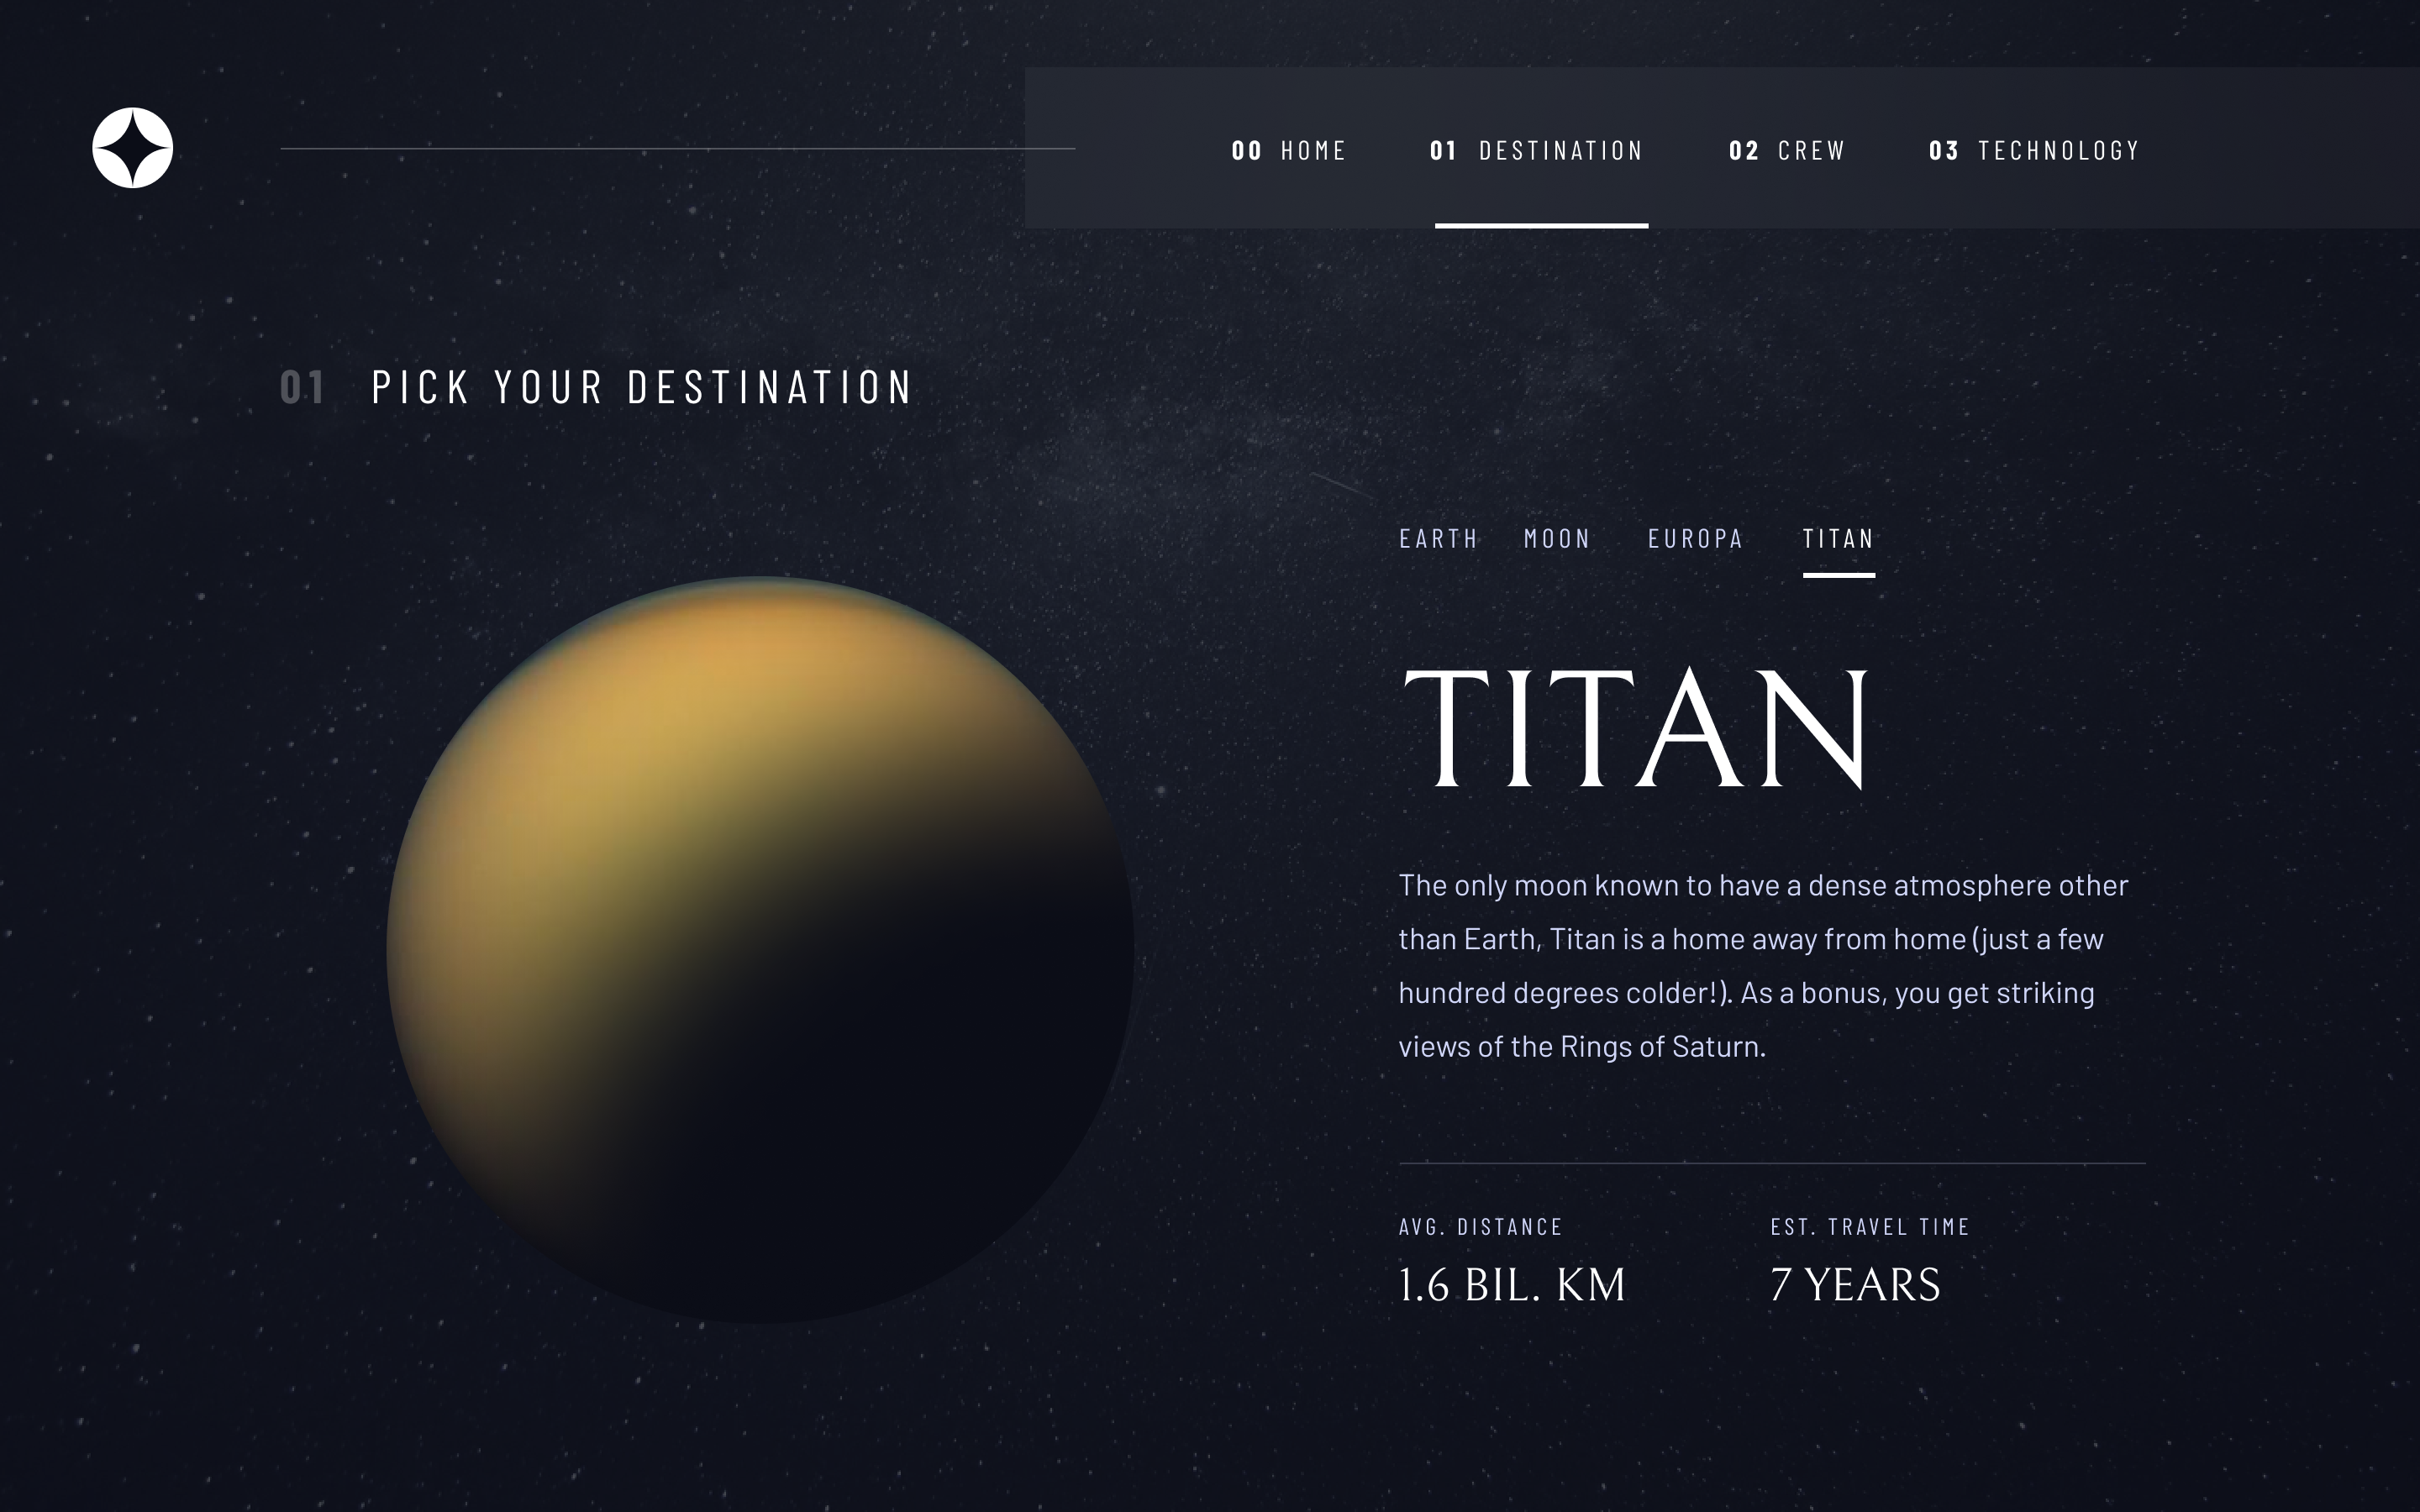 00 HOME 01 DESTINATION 02 CREW 03 TECHNOLOGY
01 PICK YOUR DESTINATION
EARTH MOON EUROPA TITAN
TITAN
The only moon known to have a dense atmosphere other
than Earth, Titan is a home away from home (just a few
hundred degrees colder!). As a bonus, you get striking
views of the Rings of Saturn.
AVG. DISTANCE
1.6 BIL. KM
EST. TRAVEL TIME
7 YEARS